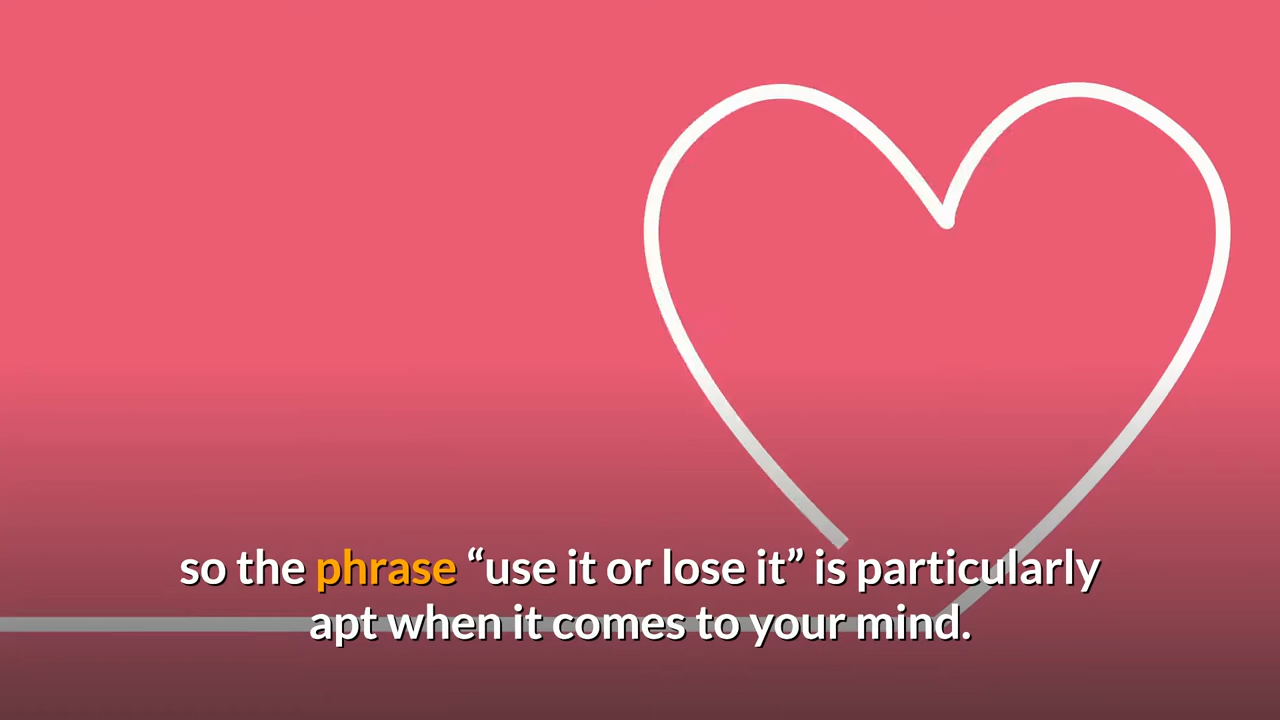 so the phrase “use it or lose it” is particularly
apt when it comes to your mind.